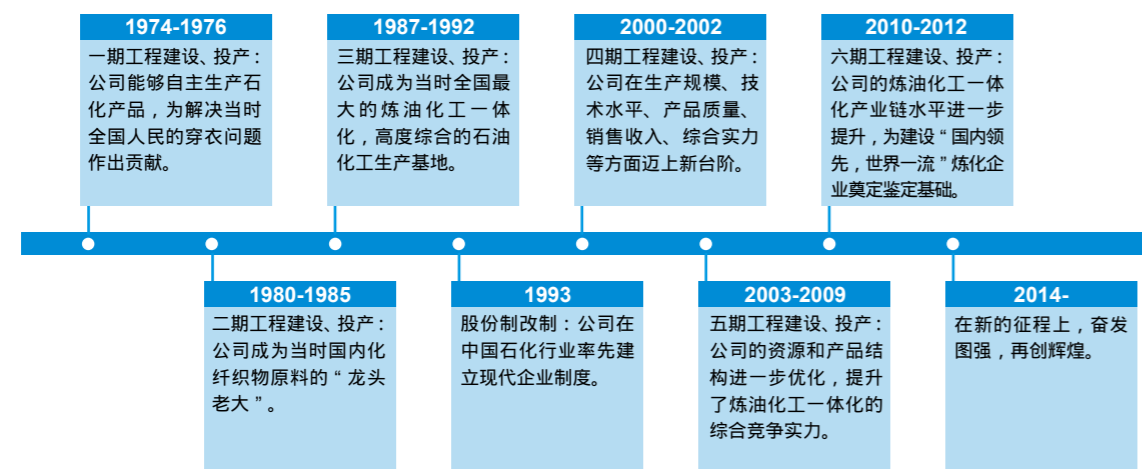 1974-1976
一期工程建设、投产：
公司能够自主生产石
化产品，为解决当时
全国人民的穿衣问题
作出贡献。
1987-1992
三期工程建设、投产：
公司成为当时全国最
大的炼油化工一体
化，高度综合的石油
化工生产基地。
2000-2002
四期工程建设、投产：
公司在生产规模、技
术水平、产品质量、
销售收入、综合实力
等方面迈上新台阶。
2010-2012
六期工程建设、投产：
公司的炼油化工一体
化产业链水平进一步
提升，为建设“国内领
先，世界一流”炼化企
业奠定鉴定基础。
1980-1985
二期工程建设、投产：
公司成为当时国内化
纤织物原料的“龙头
老大”。
1993
股份制改制：公司在
中国石化行业率先建
立现代企业制度。
2003-2009
五期工程建设、投产：
公司的资源和产品结
构进一步优化，提升
了炼油化工一体化的
综合竞争实力。
2014-
在新的征程上，奋发
图强，再创辉煌。